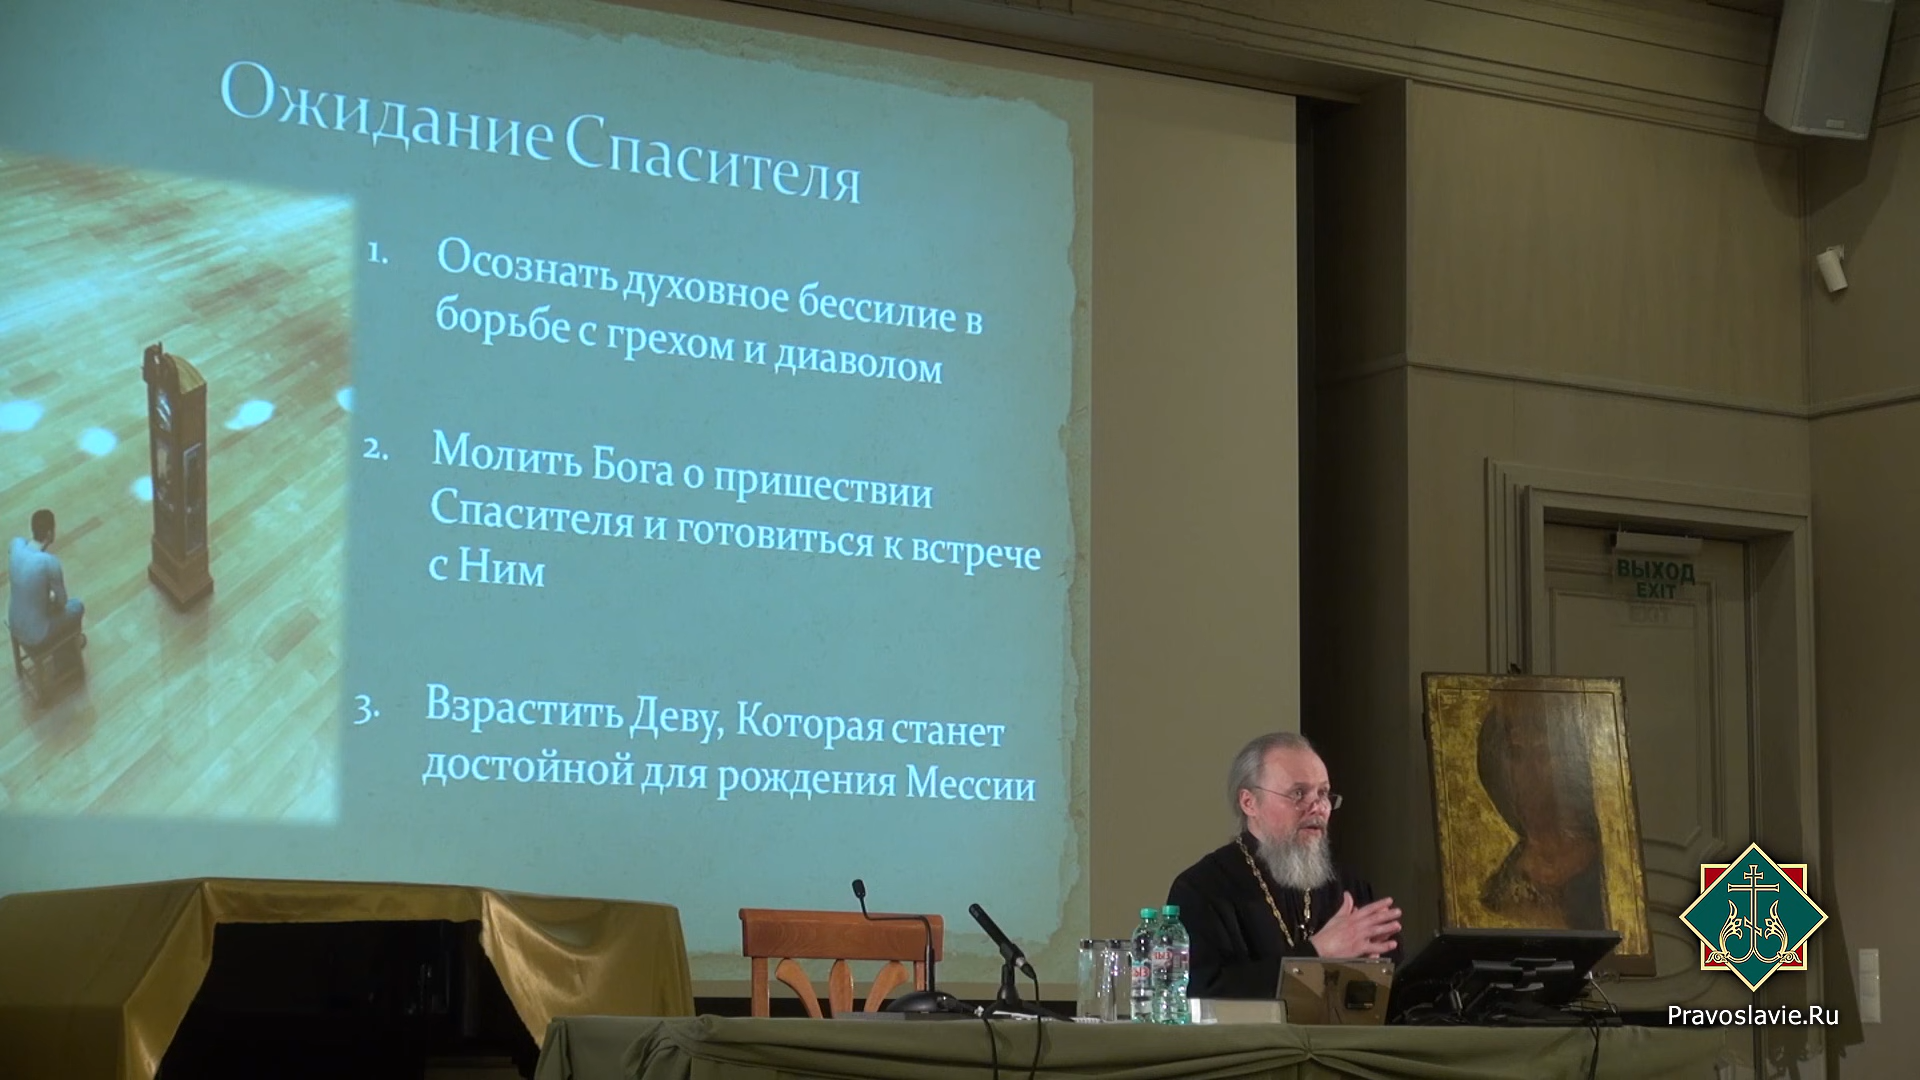 Ожидание Спасителя
1. Осознать духовное бессилие в
борьбе с грехом и диаволом
2. Молить Бога о пришествии
Спасителя и готовиться к встрече
с Ним
3. Взрастить Деву, Которая станет
достойной для рождения Мессии
ВЫХОД
EXIT
Pravoslavie.Ru